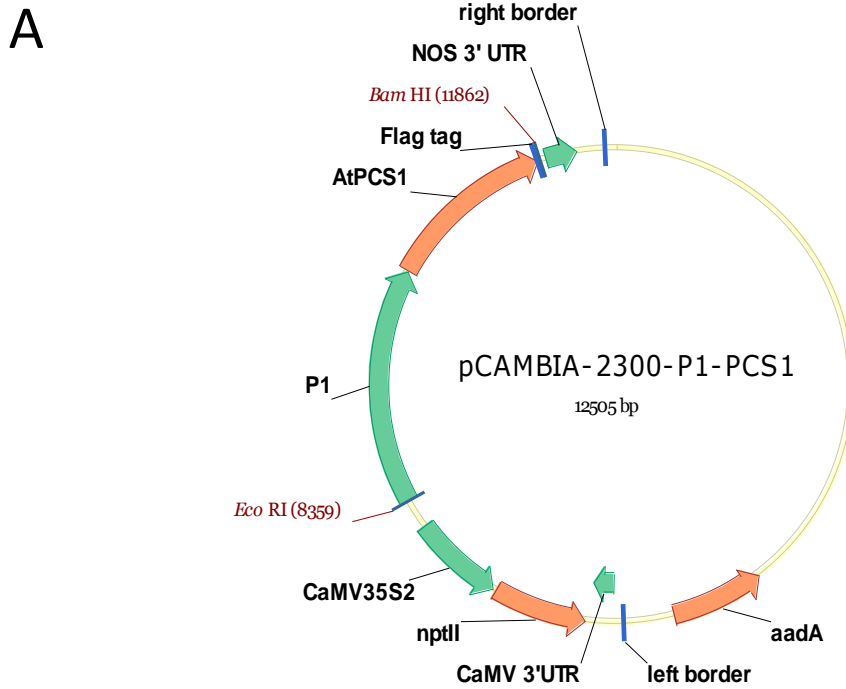 A
right border
NOS 3' UTR
Bam HI (11862)
Flag tag
AtPCS1
P1
pCAMBIA-2300-P1-PCS1
12505 bp
Eco RI (8359)
CaMV35S2
nptII
aadA
CaMV 3'UTR
left border